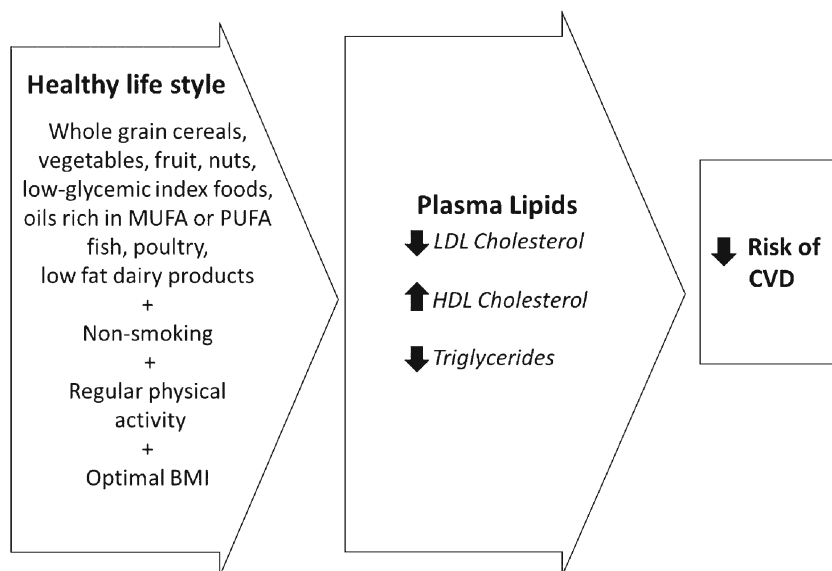 Healthy life style
Whole grain cereals,
vegetables, fruit, nuts,
low-glycemic index foods,
oils rich in MUFA or PUFA
fish, poultry,
low fat dairy products
+
Non-smoking
+
Regular physical
activity
+
Optimal BMI
Plasma Lipids
LDL Cholesterol
HDL Cholesterol
Triglycerides
Risk of
CVD